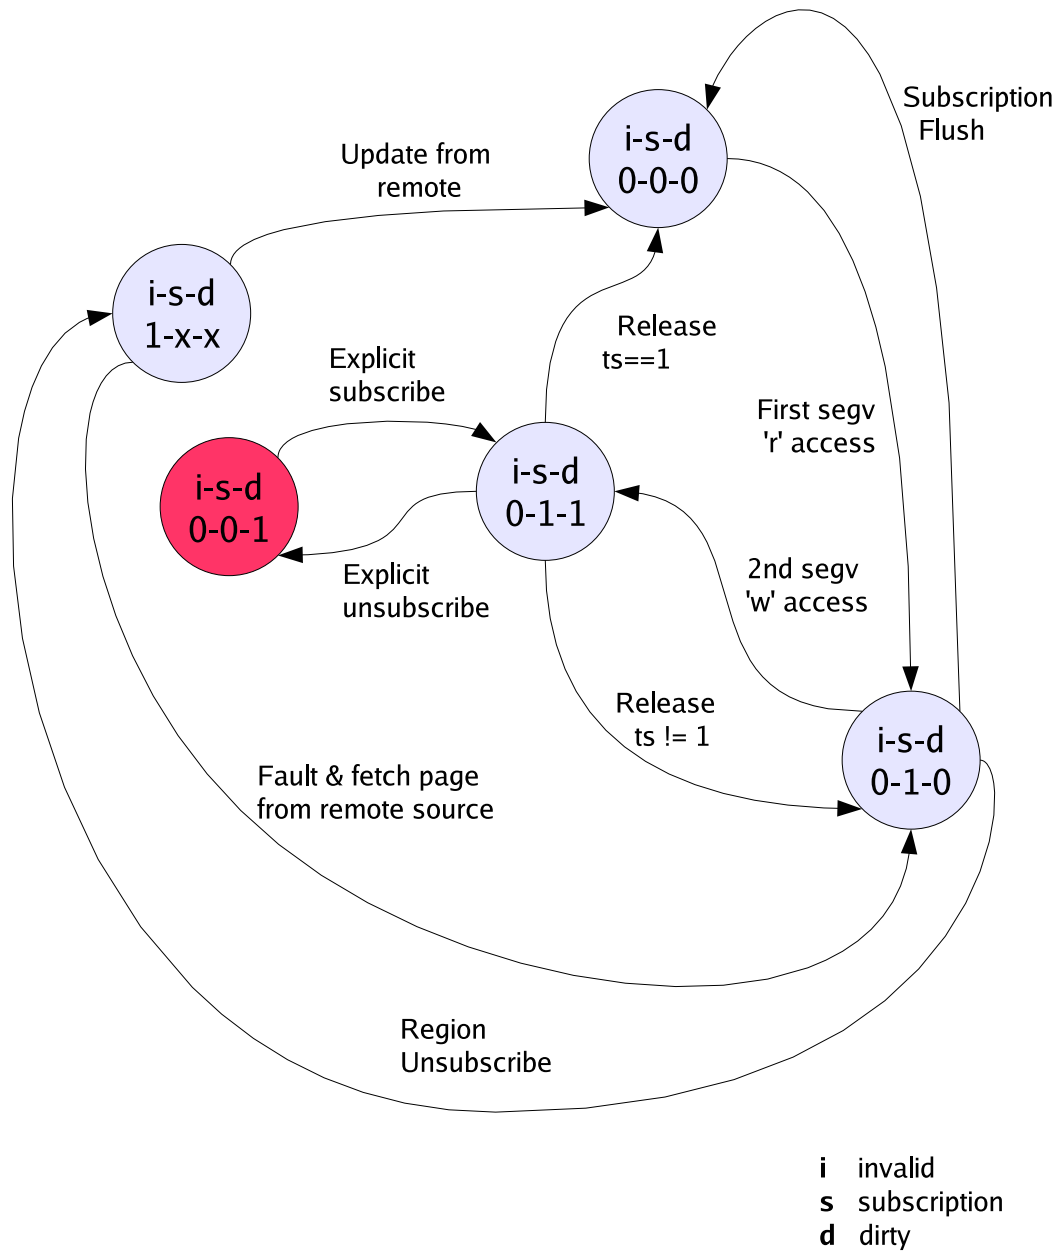 Subscription
Flush
i-s-d
0-0-0
Update from
remote
i-s-d
1-x-x
Release
ts==1
Explicit
subscribe
First segv
'r' access
i-s-d
0-0-1
i-s-d
0-1-1
Explicit
unsubscribe
2nd segv
'w' access
Release
ts != 1
i-s-d
0-1-0
Fault & fetch page
from remote source
Region
Unsubscribe
i invalid
s subscription
d dirty